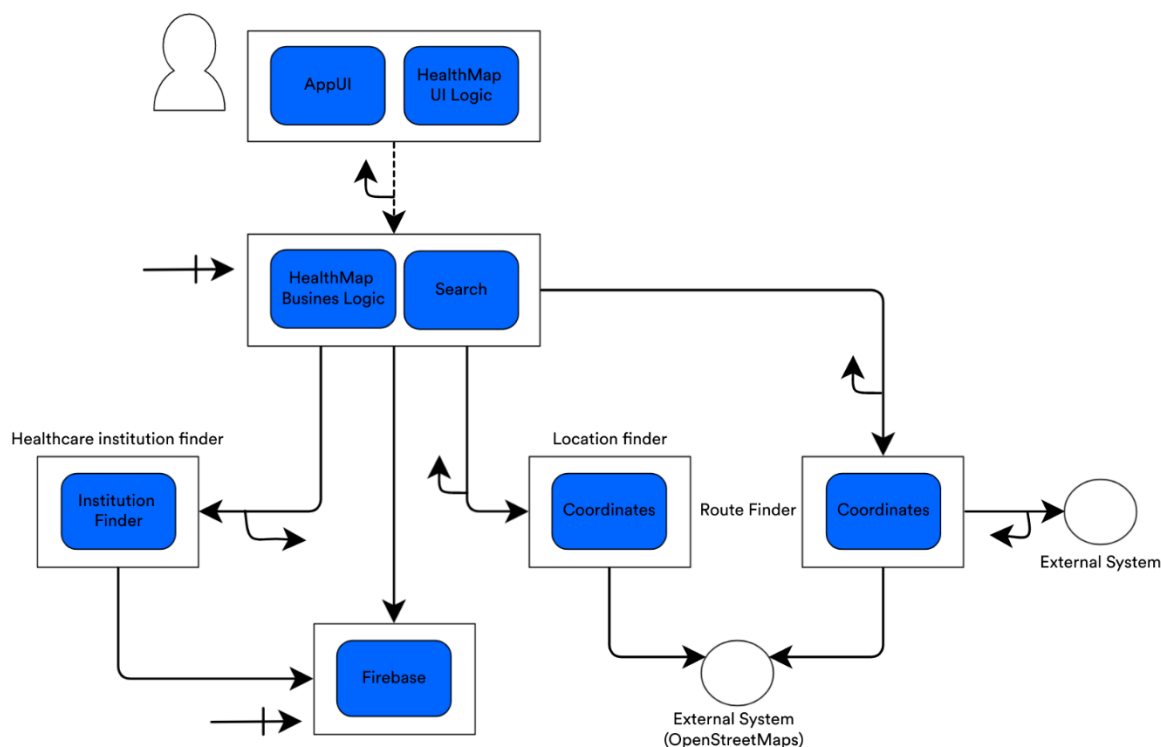 AppUI
HealthMap
UI Logic
HealthMap
Busines Logic
Search
Healthcare institution finder
Location finder
Institution
Finder
Coordinates
Route Finder
Coordinates
External System
Firebase
External System
(OpenStreetMaps)